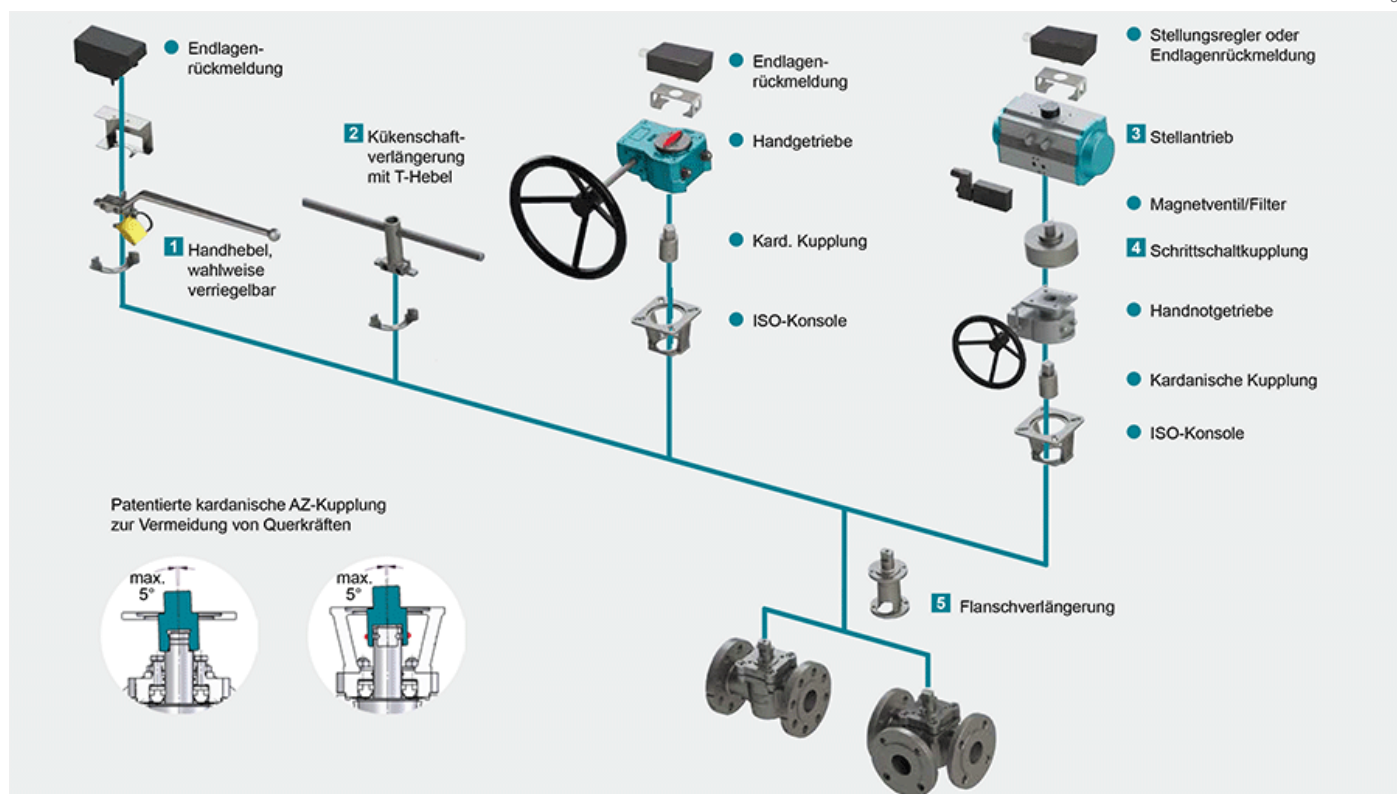 Endlagen-
rückmeldung
2 Kükenschaft-
verlängerung
mit T-Hebel
1 Handhebel,
wahlweise
verriegelbar
Endlagen-
rückmeldung
Handgetriebe
Kard. Kupplung
ISO-Konsole
Stellungsregler oder
Endlagenrückmeldung
3 Stellantrieb
Magnetventil/Filter
4 Schrittschaltkupplung
Handnotgetriebe
Kardanische Kupplung
ISO-Konsole
Patentierte kardanische AZ-Kupplung
zur Vermeidung von Querkräften
max.
5°
max.
5°
5 Flanschverlängerung